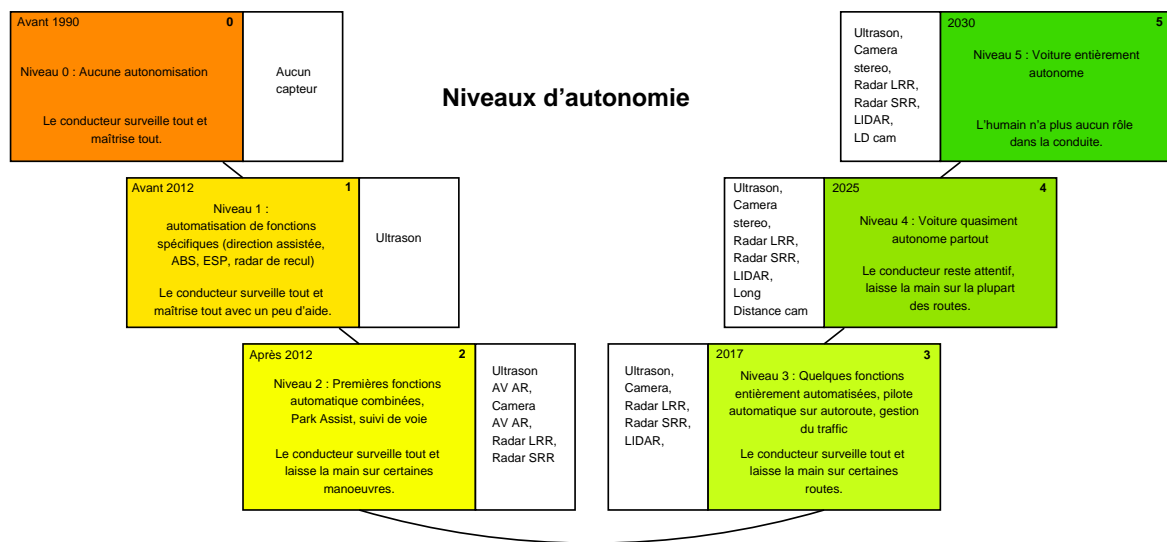 Niveaux d'autonomie
Avant 1990
0
Niveau 0 : Aucune autonomisation
Le conducteur surveille tout et
maîtrise tout.
Aucun
capteur
Avant 2012
1
Niveau 1 :
automatisation de fonctions
spécifiques (direction assistée,
ABS, ESP, radar de recul)
Le conducteur surveille tout et
maîtrise tout avec un peu d'aide.
Ultrason
Après 2012
2
Niveau 2 : Premières fonctions
automatique combinées,
Park Assist, suivi de voie
Le conducteur surveille tout et
laisse la main sur certaines
manoeuvres.
Ultrason
AV AR,
Camera
AV AR,
Radar LRR,
Radar SRR
Ultrason,
Camera,
Radar LRR,
Radar SRR,
LIDAR,
2017
3
Niveau 3 : Quelques fonctions
entièrement automatisées, pilote
automatique sur autoroute, gestion
du traffic
Le conducteur surveille tout et
laisse la main sur certaines
routes.
Ultrason,
Camera
stereo,
Radar LRR,
Radar SRR,
LIDAR,
Long
Distance cam
2025
4
Niveau 4 : Voiture quasiment
autonome partout
Le conducteur reste attentif,
laisse la main sur la plupart
des routes.
Ultrason,
Camera
stereo,
Radar LRR,
Radar SRR,
LIDAR,
LD cam
2030
5
Niveau 5 : Voiture entièrement
autonome
L'humain n'a plus aucun rôle
dans la conduite.